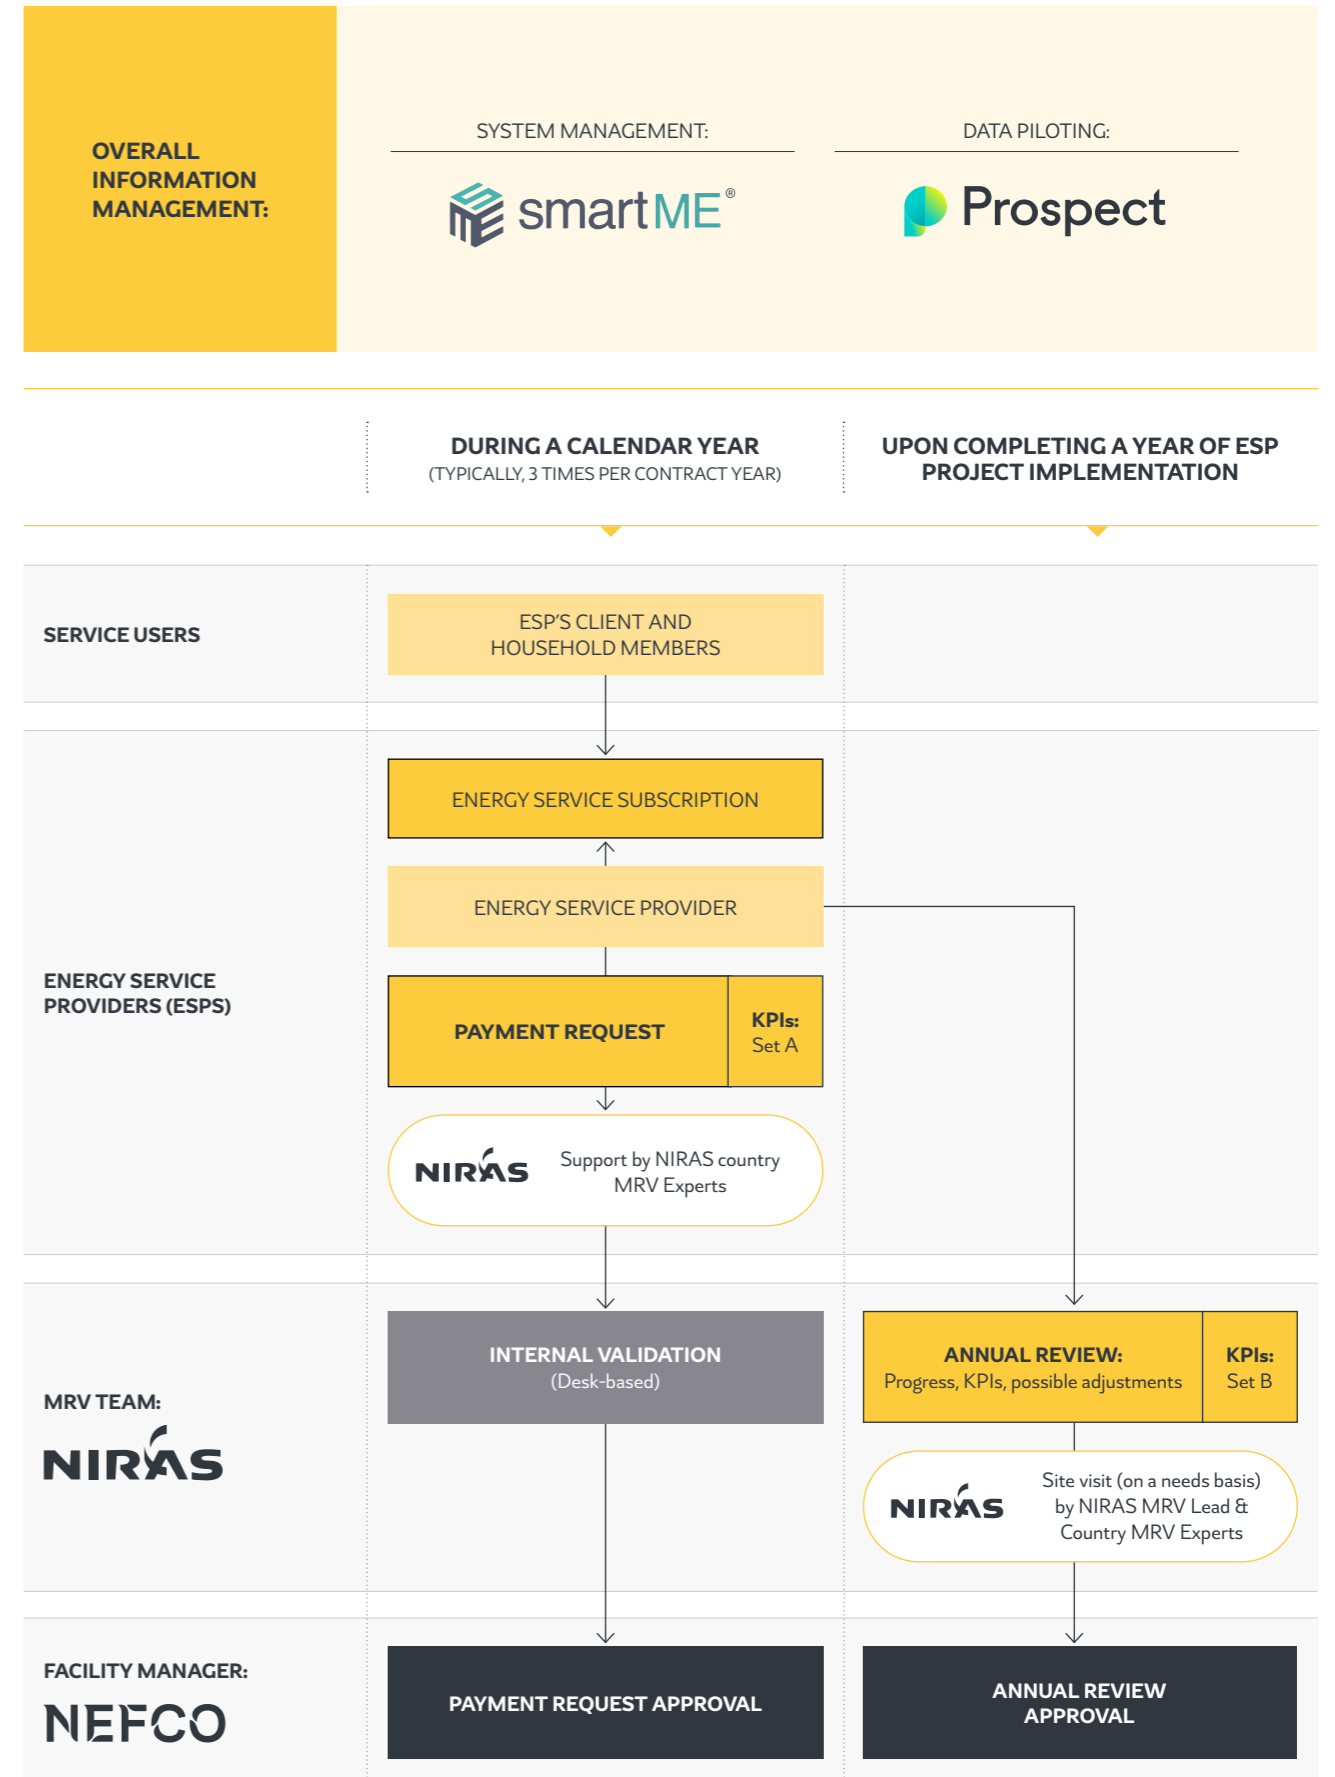 OVERALL
INFORMATION
MANAGEMENT:
SYSTEM MANAGEMENT:
SME
smartME®
DATA PILOTING:
Prospect
DURING A CALENDAR YEAR
(TYPICALLY, 3 TIMES PER CONTRACT YEAR)
UPON COMPLETING A YEAR OF ESP
PROJECT IMPLEMENTATION
SERVICE USERS
ESP'S CLIENT AND
HOUSEHOLD MEMBERS
ENERGY SERVICE
PROVIDERS (ESPS)
ENERGY SERVICE SUBSCRIPTION
ENERGY SERVICE PROVIDER
PAYMENT REQUEST
KPIs:
Set A
NIRAS
Support by NIRAS country
MRV Experts
MRV TEAM:
NIRAS
INTERNAL VALIDATION
(Desk-based)
ANNUAL REVIEW:
Progress, KPIs, possible adjustments
KPIs:
Set B
NIRAS
Site visit (on a needs basis)
by NIRAS MRV Lead &
Country MRV Experts
FACILITY MANAGER:
NEFCO
PAYMENT REQUEST APPROVAL
ANNUAL REVIEW
APPROVAL